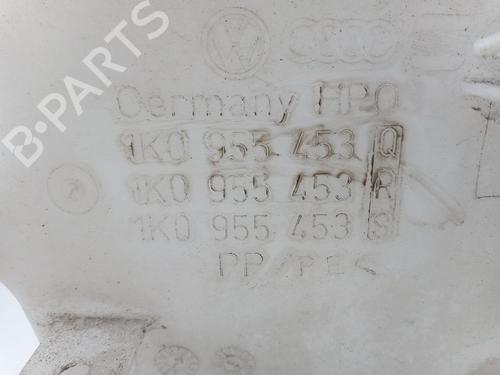 B-PARTS
Germany HPO
1K0 955 453 Q
1K0 955 453 R
1K0 955 453 S
PP/PE<